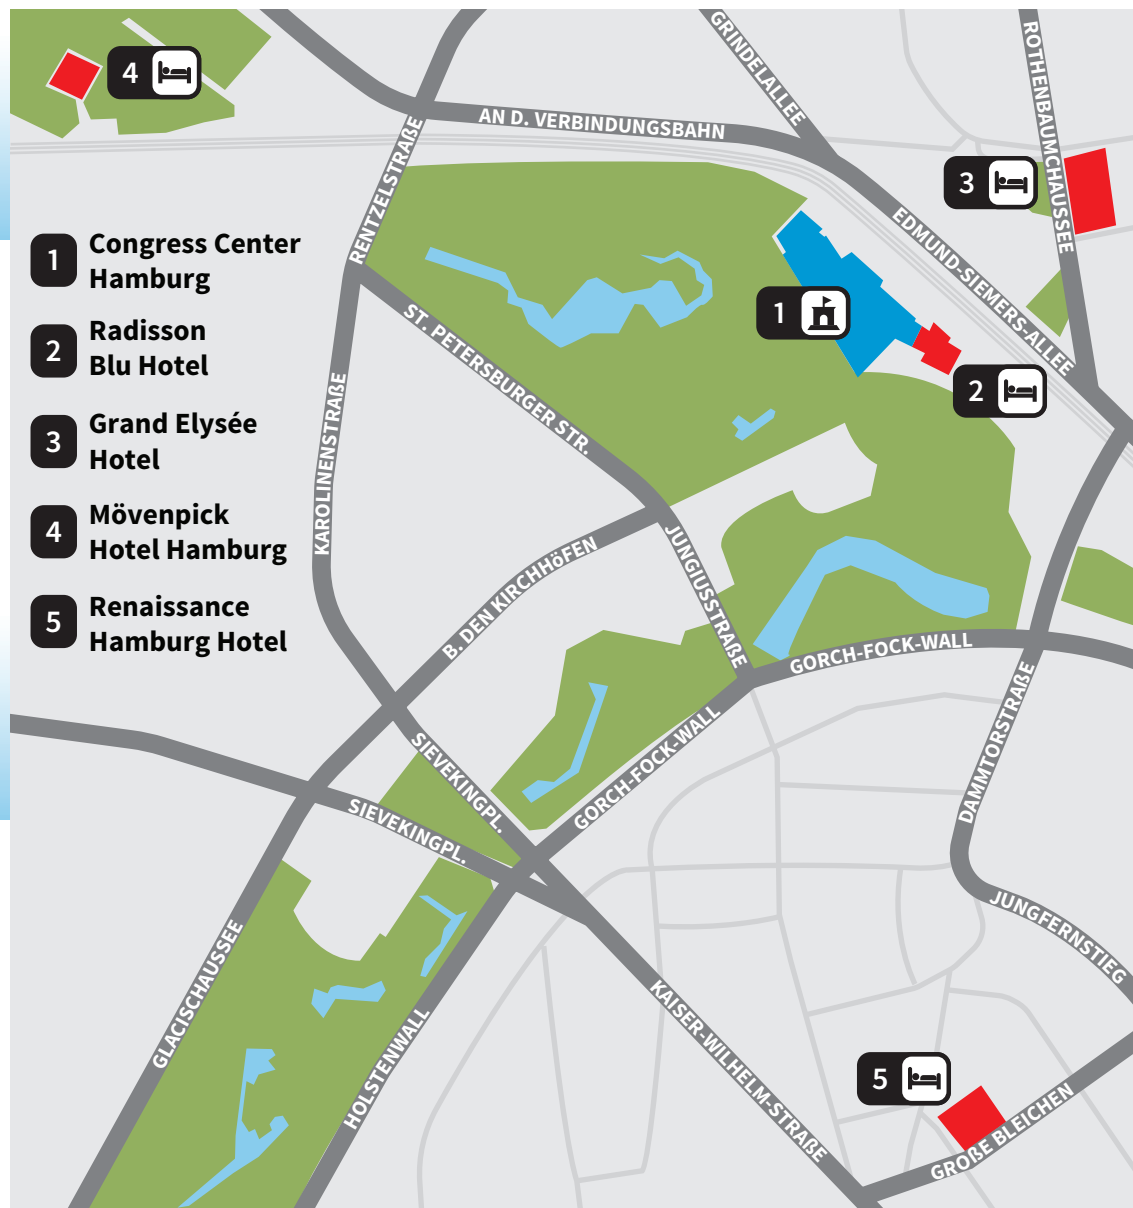 GRINDELALLEE
ROTHENBAUMCHAUSSEE
4
AN D. VERBINDUNGSBAHN
RENTZELSTRAßE
3
EDMUND-SIEMERS-ALLEE
1
Congress Center
Hamburg
2
Radisson
Blu Hotel
3
Grand Elysée
Hotel
4
Mövenpick
Hotel Hamburg
5
Renaissance
Hamburg Hotel
1
2
ST. PETERSBURGER STR.
KAROLINENSTRAßE
B. DEN KIRCHHöFEN
JUNGIUSSTRAßE
GORCH-FOCK-WALL
GORCH-FOCK-WALL
DAMMTORSTRAßE
SIEVEKINGPL.
SIEVEKINGPL.
JUNGFERNSTIEG
GLACISCHAUSSEE
HOLSTENWALL
KAISER-WILHELM-STRAßE
5
GROßE BLEICHEN